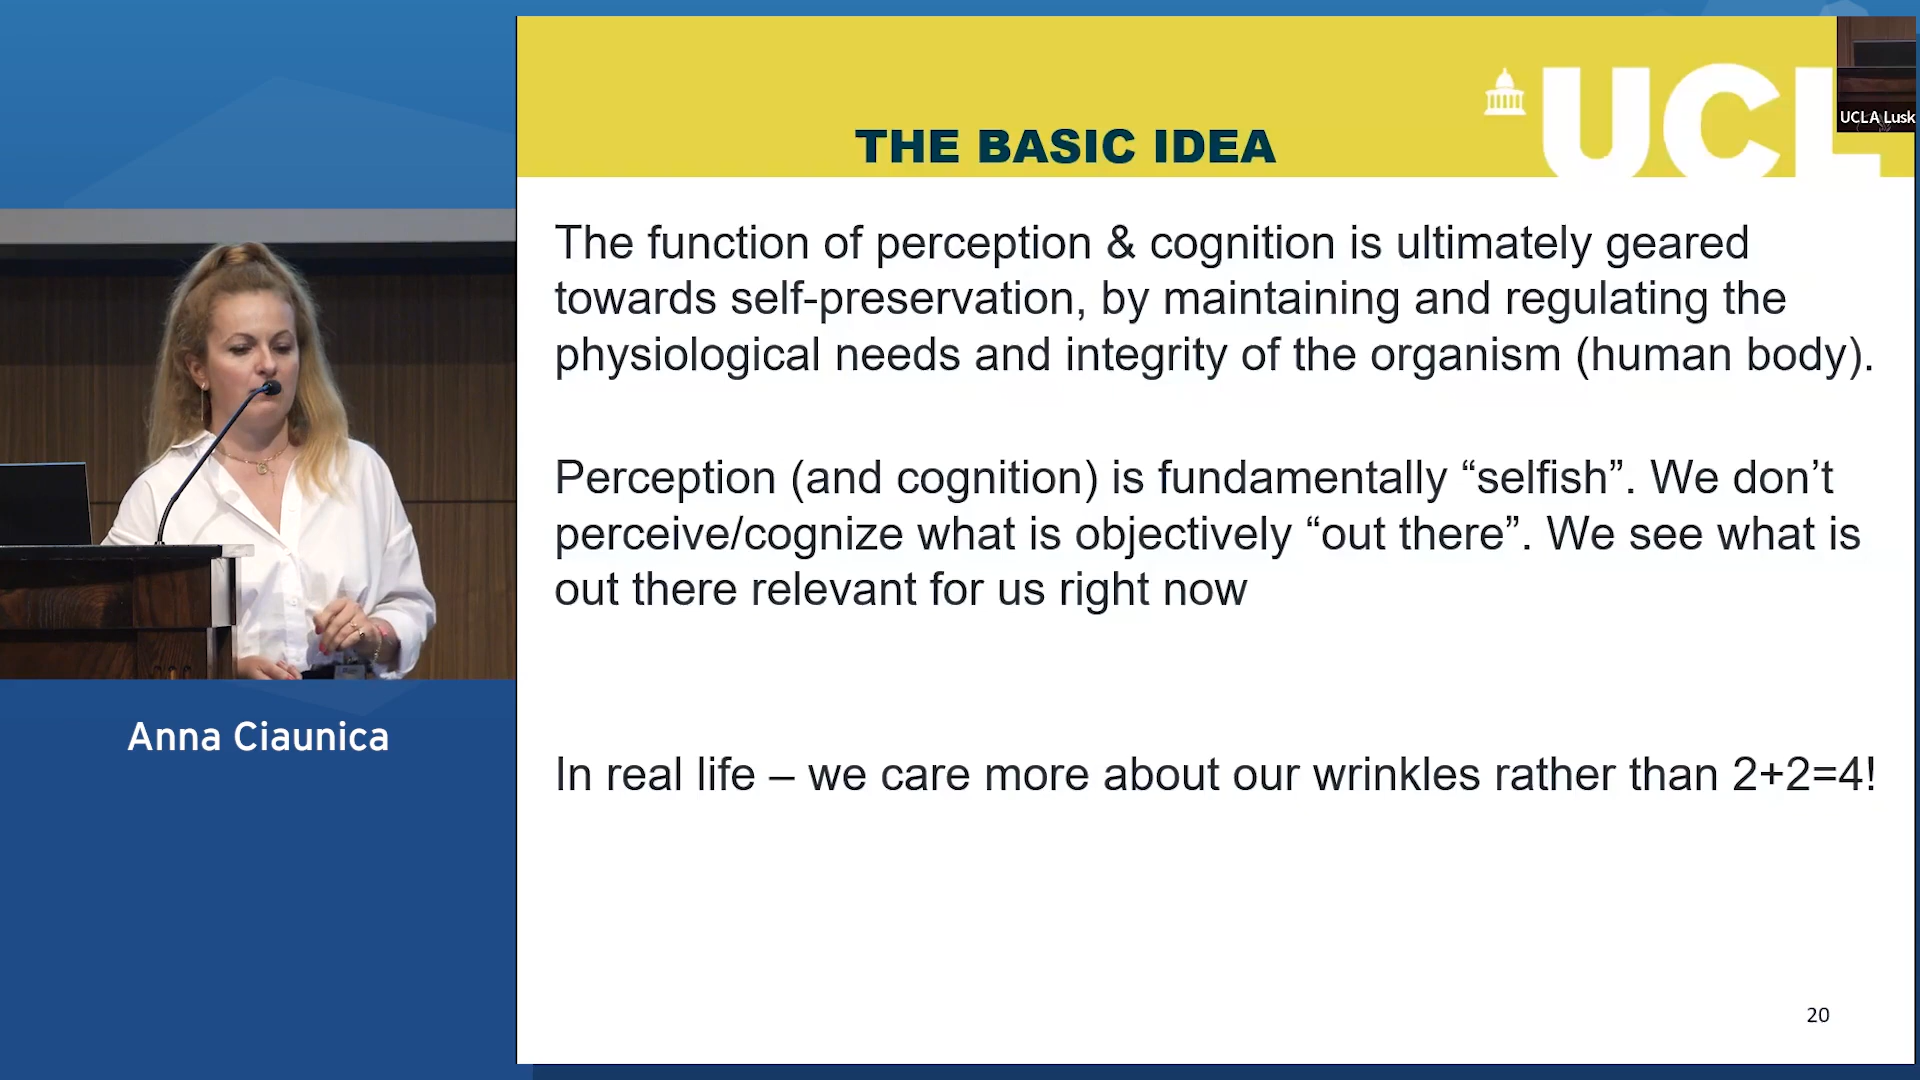 UCL
UCLA Lusk
THE BASIC IDEA
The function of perception & cognition is ultimately geared
towards self-preservation, by maintaining and regulating the
physiological needs and integrity of the organism (human body).
Perception (and cognition) is fundamentally “selfish”. We don’t
perceive/cognize what is objectively “out there”. We see what is
out there relevant for us right now
In real life – we care more about our wrinkles rather than 2+2=4!
20
Anna Ciaunica